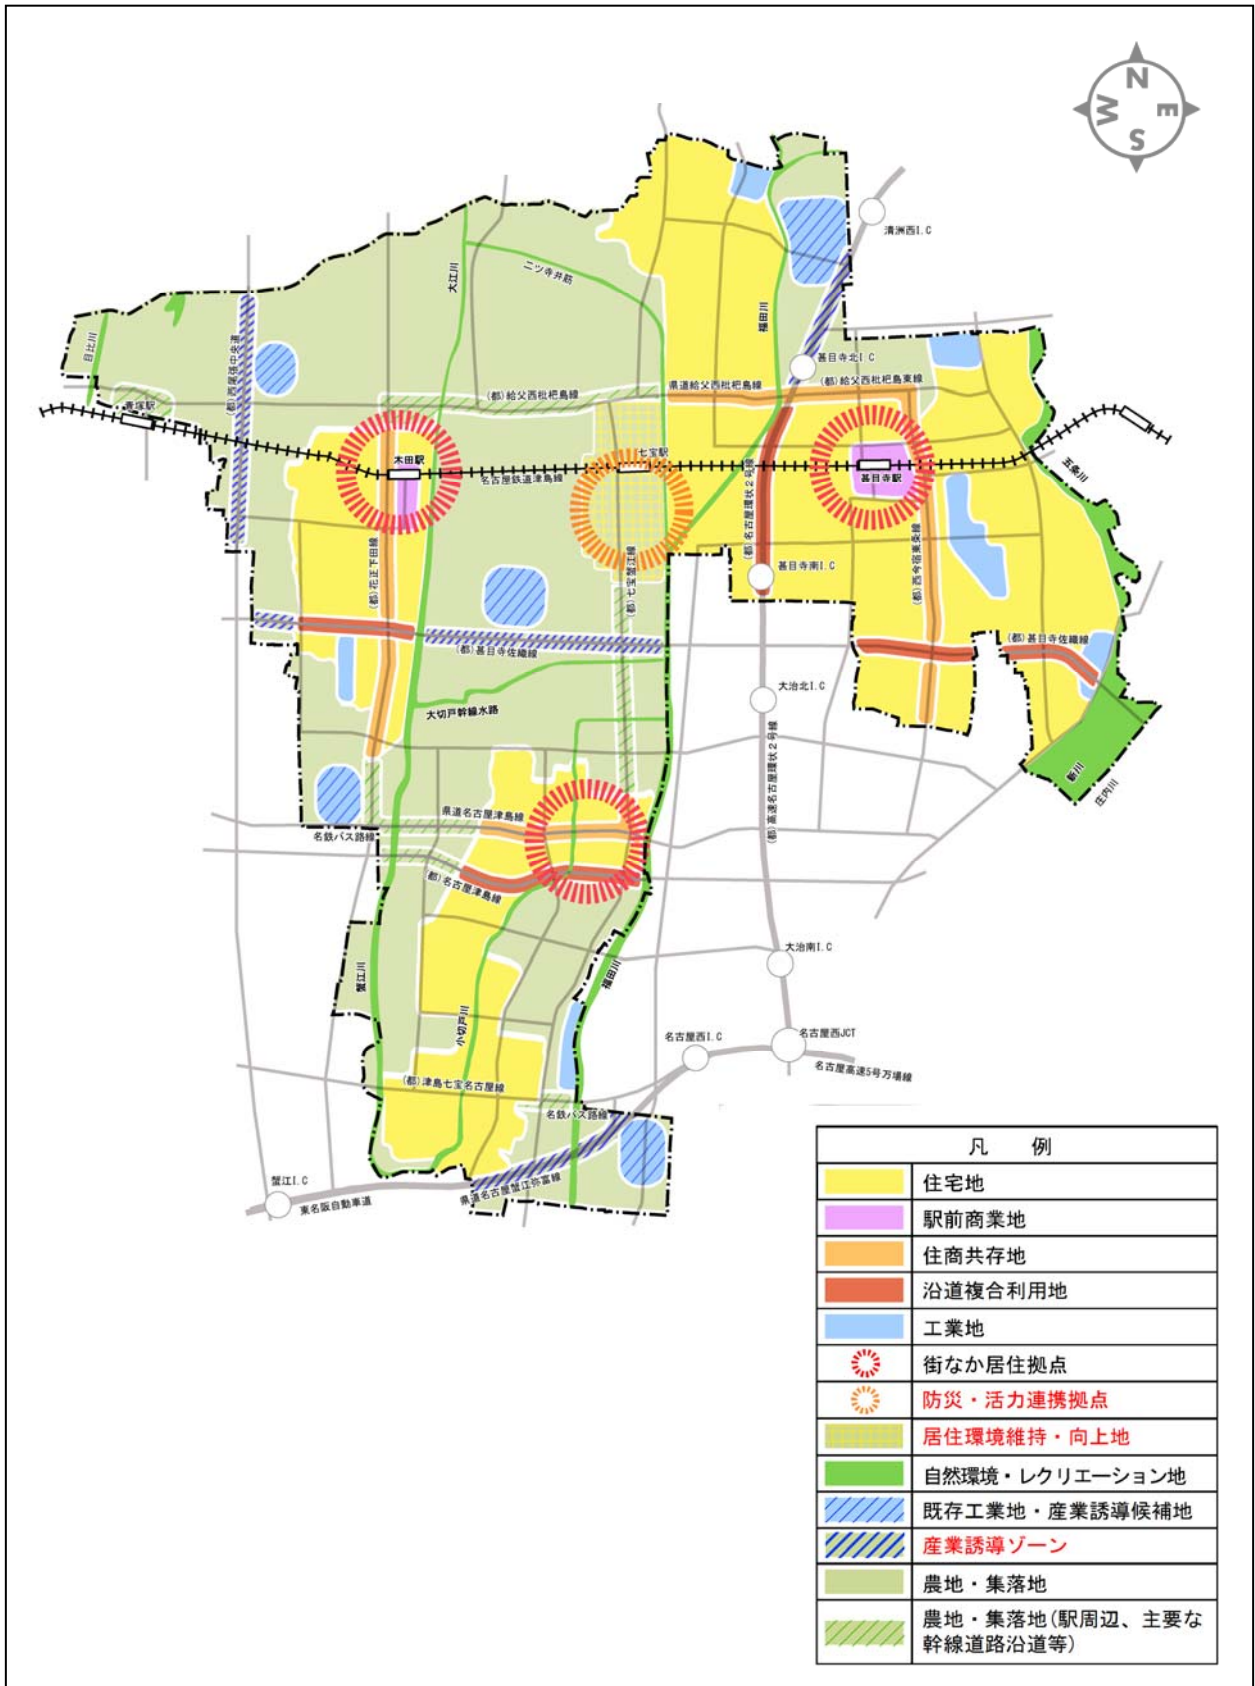 N
W
E
S
清洲西I.C
大江川
二ツ寺井筋
福田川
目比川
(都)西尾張中央道
甚目寺北I.C
(都)給父西枇杷島東線
県道給父西枇杷島線
(都)給父西枇杷島線
青塚駅
木田駅
名古屋鉄道津島線
七宝駅
甚目寺駅
五条川
(都)名古屋環状2号線
(都)西今宿東条線
(都)花正下田線
(都)七宝蟹江線
甚目寺南I.C
(都)甚目寺佐織線
(都)甚目寺佐織線
大切戸幹線水路
大治北I.C
(都)高速名古屋環状2号線
新川
庄内川
県道名古屋津島線
名鉄バス路線
(都)名古屋津島線
大治南I.C
蟹江川
福田川
小切戸川
名古屋西I.C
名古屋西JCT
名古屋高速5号万場線
(都)津島七宝名古屋線
名鉄バス路線
蟹江I.C
東名阪自動車道
県道名古屋蟹江弥富線
凡 例
住宅地
駅前商業地
住商共存地
沿道複合利用地
工業地
街なか居住拠点
防災・活力連携拠点
居住環境維持・向上地
自然環境・レクリエーション地
既存工業地・産業誘導候補地
産業誘導ゾーン
農地・集落地
農地・集落地(駅周辺、主要な
幹線道路沿道等)